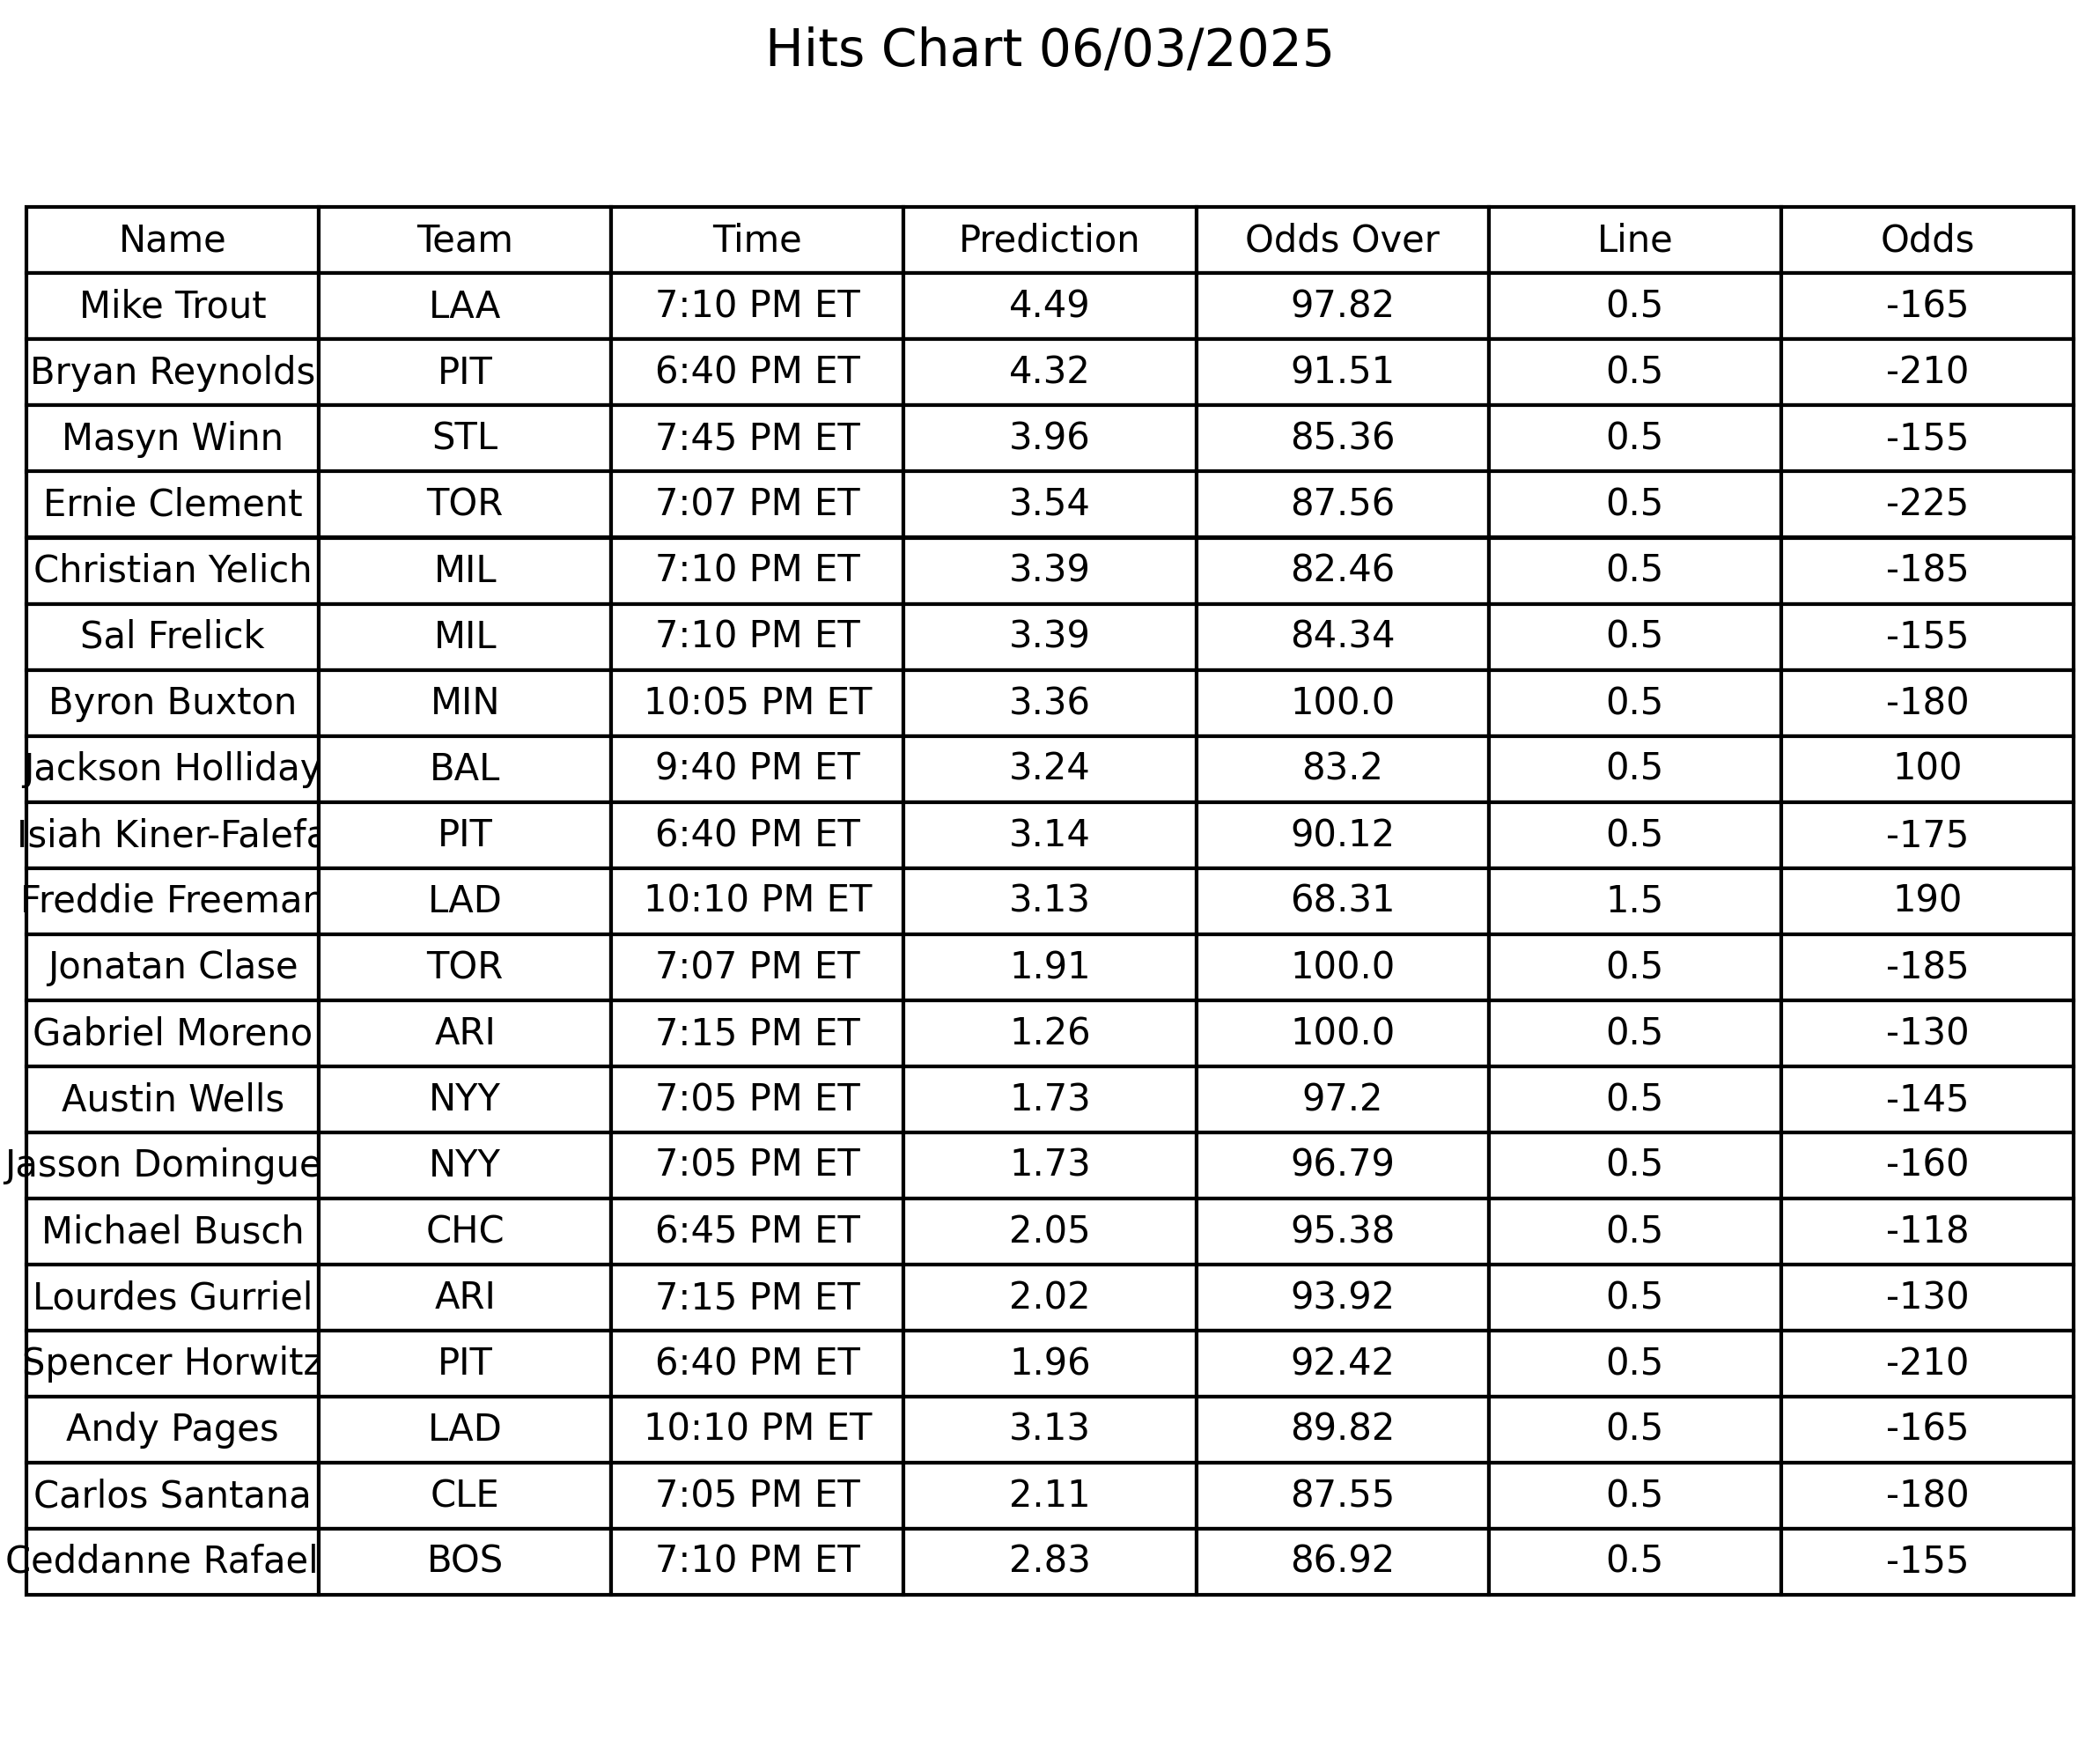 Hits Chart 06/03/2025
Name Team Time Prediction Odds Over Line Odds
Mike Trout LAA 7:10 PM ET 4.49 97.82 0.5 -165
Bryan Reynolds PIT 6:40 PM ET 4.32 91.51 0.5 -210
Masyn Winn STL 7:45 PM ET 3.96 85.36 0.5 -155
Ernie Clement TOR 7:07 PM ET 3.54 87.56 0.5 -225
Christian Yelich MIL 7:10 PM ET 3.39 82.46 0.5 -185
Sal Frelick MIL 7:10 PM ET 3.39 84.34 0.5 -155
Byron Buxton MIN 10:05 PM ET 3.36 100.0 0.5 -180
Jackson Holliday BAL 9:40 PM ET 3.24 83.2 0.5 100
Isiah Kiner-Falefa PIT 6:40 PM ET 3.14 90.12 0.5 -175
Freddie Freeman LAD 10:10 PM ET 3.13 68.31 1.5 190
Jonatan Clase TOR 7:07 PM ET 1.91 100.0 0.5 -185
Gabriel Moreno ARI 7:15 PM ET 1.26 100.0 0.5 -130
Austin Wells NYY 7:05 PM ET 1.73 97.2 0.5 -145
Jasson Domingue NYY 7:05 PM ET 1.73 96.79 0.5 -160
Michael Busch CHC 6:45 PM ET 2.05 95.38 0.5 -118
Lourdes Gurriel ARI 7:15 PM ET 2.02 93.92 0.5 -130
Spencer Horwitz PIT 6:40 PM ET 1.96 92.42 0.5 -210
Andy Pages LAD 10:10 PM ET 3.13 89.82 0.5 -165
Carlos Santana CLE 7:05 PM ET 2.11 87.55 0.5 -180
Ceddanne Rafael BOS 7:10 PM ET 2.83 86.92 0.5 -155